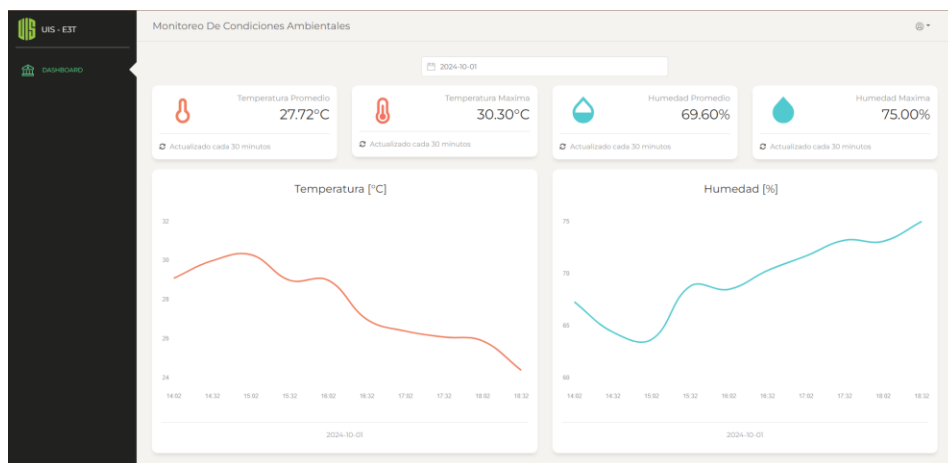 UIS
UIS - E3T
DASHBOARD
Monitoreo De Condiciones Ambientales
2024-10-01
Temperatura Promedio
27.72°C
Actualizado cada 30 minutos
Temperatura Maxima
30.30°C
Actualizado cada 30 minutos
Humedad Promedio
69.60%
Actualizado cada 30 minutos
Humedad Maxima
75.00%
Actualizado cada 30 minutos
Temperatura [°C]
32
30
28
26
24
14:02 14:32 15:02 15:32 16:02 16:32 17:02 17:32 18:02 18:32
2024-10-01
Humedad [%]
75
70
65
60
14:02 14:32 15:02 15:32 16:02 16:32 17:02 17:32 18:02 18:32
2024-10-01